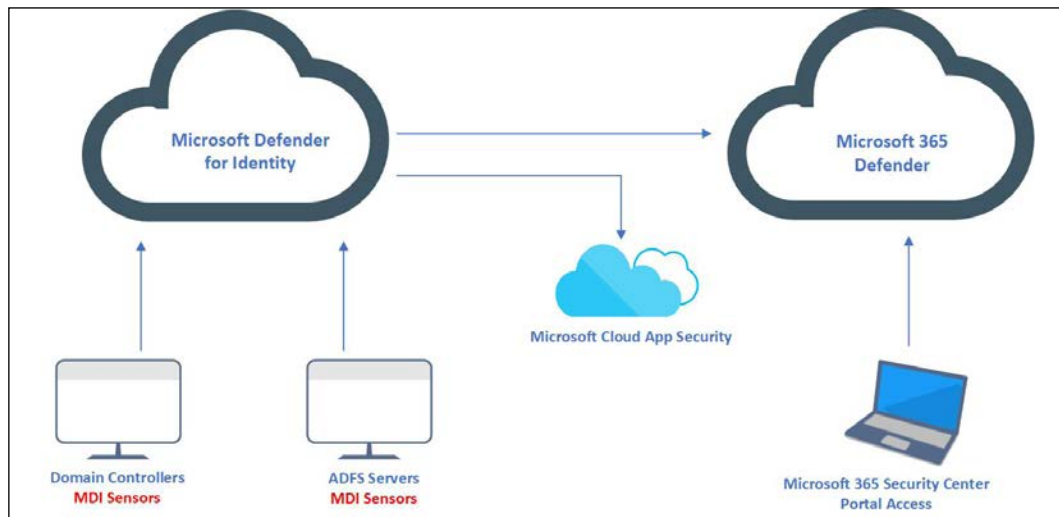 Microsoft Defender
for Identity
Microsoft 365
Defender
Microsoft Cloud App Security
Domain Controllers
MDI Sensors
ADFS Servers
MDI Sensors
Microsoft 365 Security Center
Portal Access